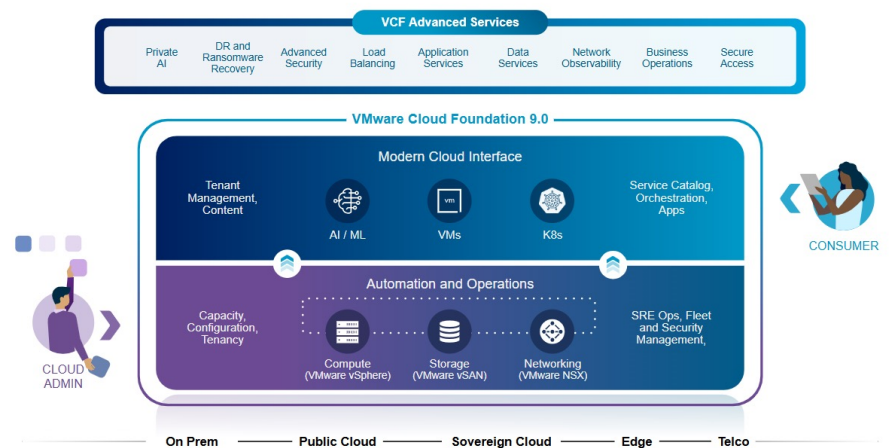 VCF Advanced Services
Private
AI
DR and
Ransomware
Recovery
Advanced
Security
Load
Balancing
Application
Services
Data
Services
Network
Observability
Business
Operations
Secure
Access
VMware Cloud Foundation 9.0
Modern Cloud Interface
Tenant
Management,
Content
AI / ML
vm
VMs
K8s
Service Catalog,
Orchestration,
Apps
CONSUMER
Automation and Operations
Capacity,
Configuration,
Tenancy
Compute
(VMware vSphere)
Storage
(VMware vSAN)
Networking
(VMware NSX)
SRE Ops, Fleet
and Security
Management,
CLOUD
ADMIN
On Prem
Public Cloud
Sovereign Cloud
Edge
Telco